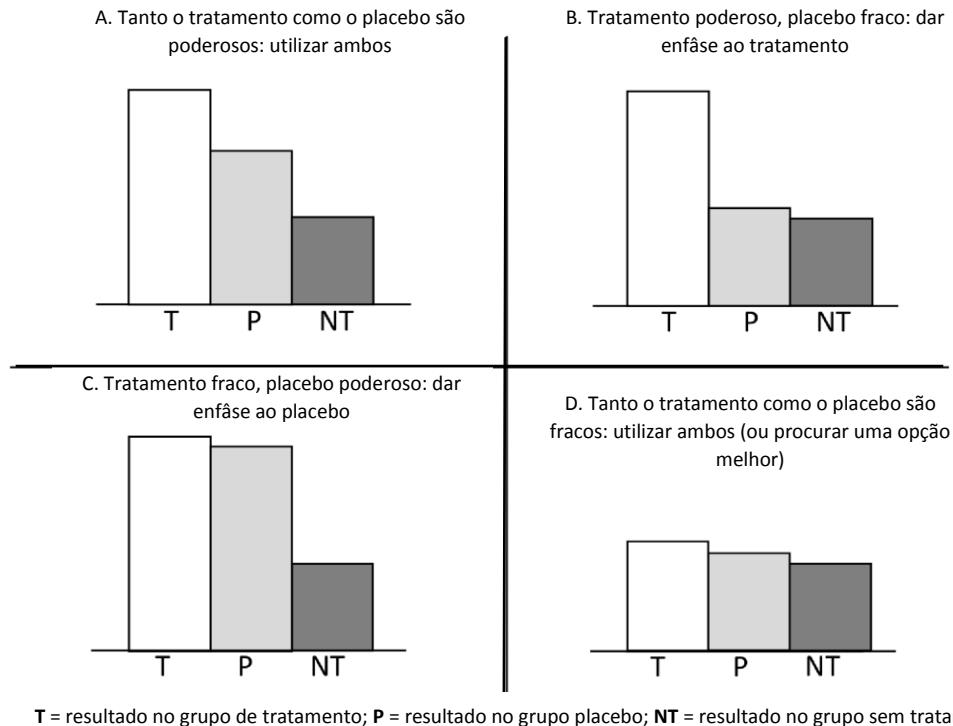 A. Tanto o tratamento como o placebo são
poderosos: utilizar ambos
T P NT
B. Tratamento poderoso, placebo fraco: dar
enfâse ao tratamento
T P NT
C. Tratamento fraco, placebo poderoso: dar
enfâse ao placebo
T P NT
D. Tanto o tratamento como o placebo são
fracos: utilizar ambos (ou procurar uma opção
melhor)
T P NT
T = resultado no grupo de tratamento; P = resultado no grupo placebo; NT = resultado no grupo sem trata